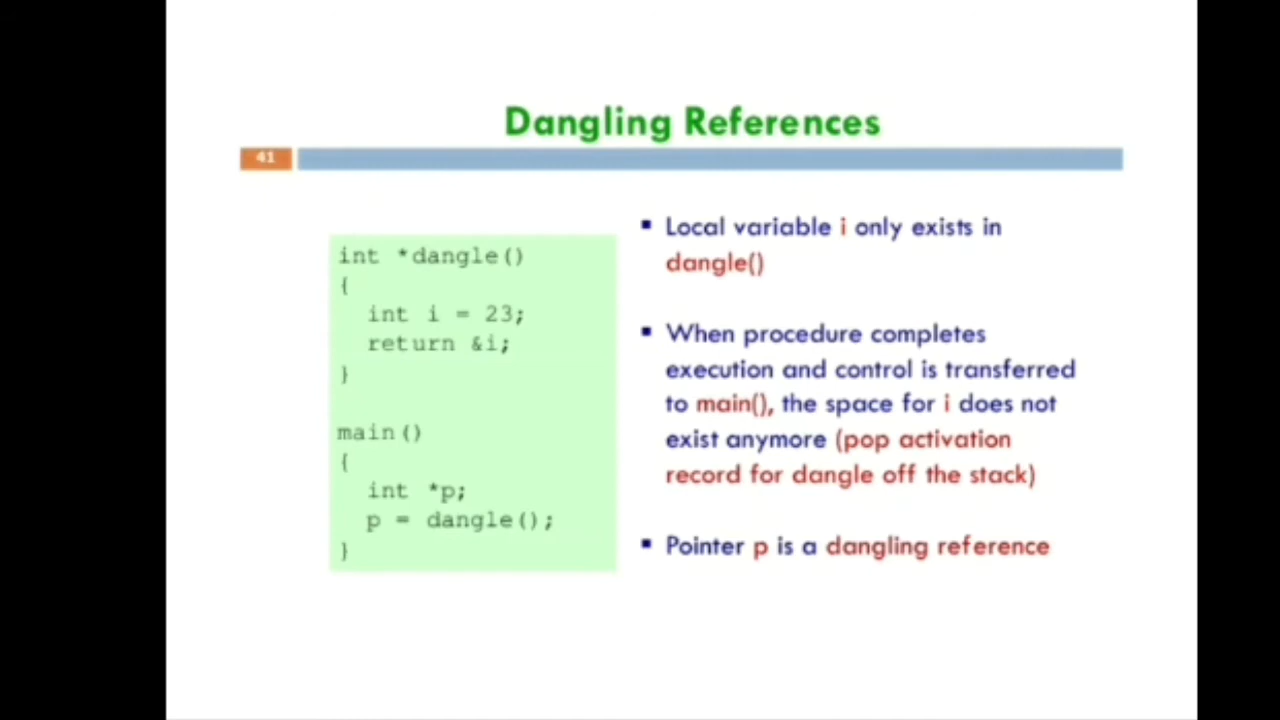 Dangling References
41
int *dangle()
{
int i = 23;
return &i;
}
main()
{
int *p;
p = dangle();
}
▪ Local variable i only exists in
dangle()
▪ When procedure completes
execution and control is transferred
to main(), the space for i does not
exist anymore (pop activation
record for dangle off the stack)
▪ Pointer p is a dangling reference